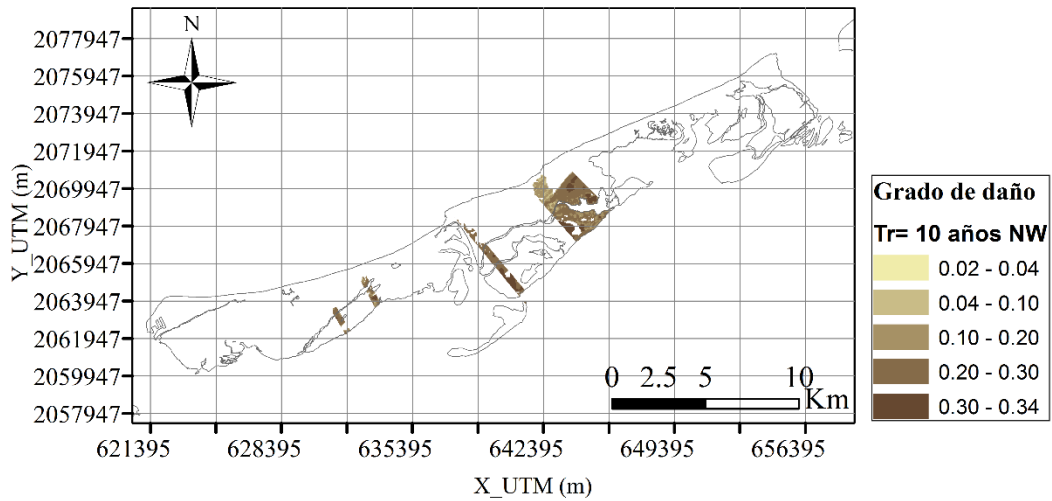 N
2077947
2075947
2073947
2071947
2069947
2067947
2065947
2063947
2061947
2059947
2057947
Y_UTM (m)
0 2.5 5 10
Km
621395 628395 635395 642395 649395 656395
X_UTM (m)
Grado de daño
Tr= 10 años NW
0.02 - 0.04
0.04 - 0.10
0.10 - 0.20
0.20 - 0.30
0.30 - 0.34